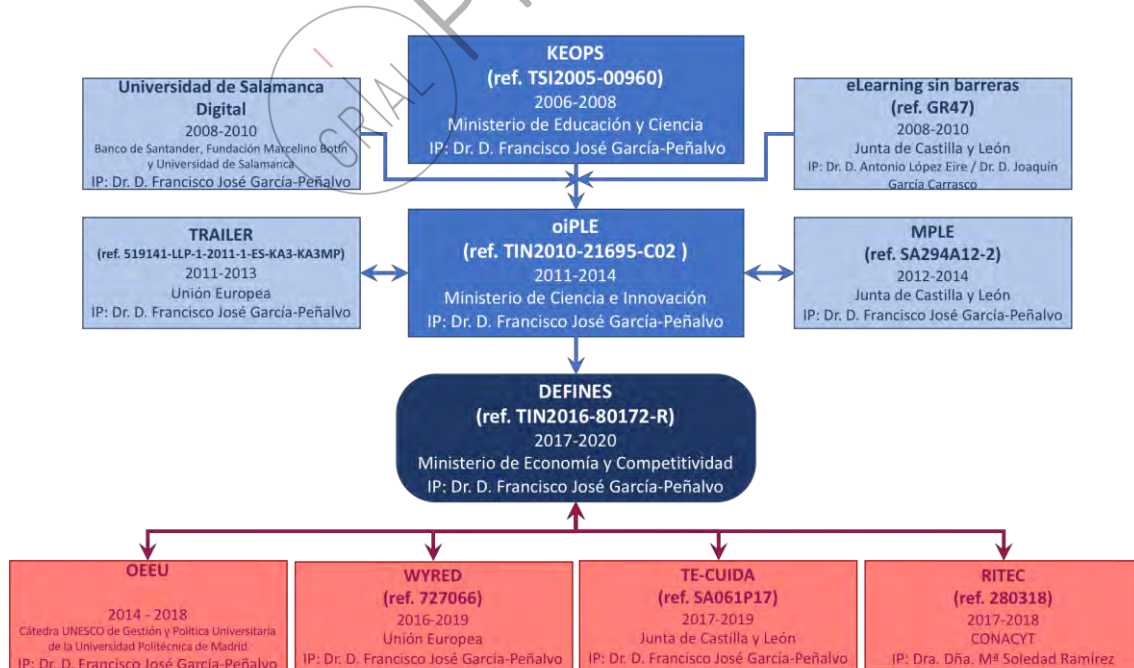 KEOPS
(ref. TSI2005-00960)
2006-2008
Ministerio de Educación y Ciencia
IP: Dr. D. Francisco José García-Peñalvo
Universidad de Salamanca
Digital
2008-2010
Banco de Santander, Fundación Marcelino Botín
y Universidad de Salamanca
IP: Dr. D. Francisco José García-Peñalvo
eLearning sin barreras
(ref. GR47)
2008-2010
Junta de Castilla y León
IP: Dr. D. Antonio López Eire / Dr. D. Joaquín
García Carrasco
GRIAL
TRAILER
(ref. 519141-LLP-1-2011-1-ES-KA3-KA3MP)
2011-2013
Unión Europea
IP: Dr. D. Francisco José García-Peñalvo
oiPLE
(ref. TIN2010-21695-C02 )
2011-2014
Ministerio de Ciencia e Innovación
IP: Dr. D. Francisco José García-Peñalvo
MPLE
(ref. SA294A12-2)
2012-2014
Junta de Castilla y León
IP: Dr. D. Francisco José García-Peñalvo
DEFINES
(ref. TIN2016-80172-R)
2017-2020
Ministerio de Economía y Competitividad
IP: Dr. D. Francisco José García-Peñalvo
OEEU
2014 - 2018
Cátedra UNESCO de Gestión y Política Universitaria
de la Universidad Politécnica de Madrid
IP: Dr. D. Francisco José García-Peñalvo
WYRED
(ref. 727066)
2016-2019
Unión Europea
IP: Dr. D. Francisco José García-Peñalvo
TE-CUIDA
(ref. SA061P17)
2017-2019
Junta de Castilla y León
IP: Dr. D. Francisco José García-Peñalvo
RITEC
(ref. 280318)
2017-2018
CONACYT
IP: Dra. Dña. Mª Soledad Ramírez